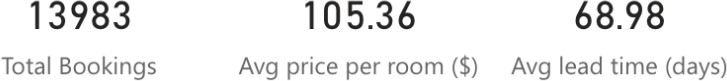 13983 105.36 68.98
Total Bookings Avg price per room ($) Avg lead time (days)